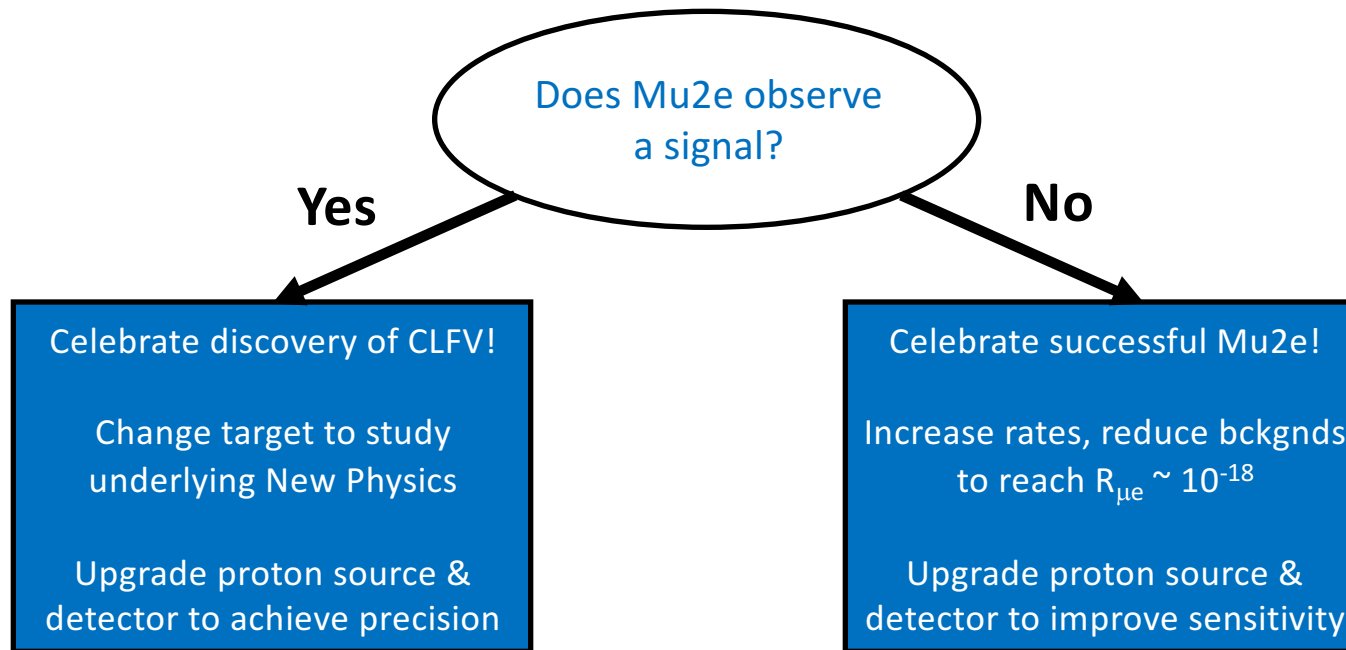 Does Mu2e observe
a signal?
Yes
No
Celebrate discovery of CLFV!
Change target to study
underlying New Physics
Upgrade proton source &
detector to achieve precision
Celebrate successful Mu2e!
Increase rates, reduce bckgnds
to reach Rμe ~ 10-18
Upgrade proton source &
detector to improve sensitivity